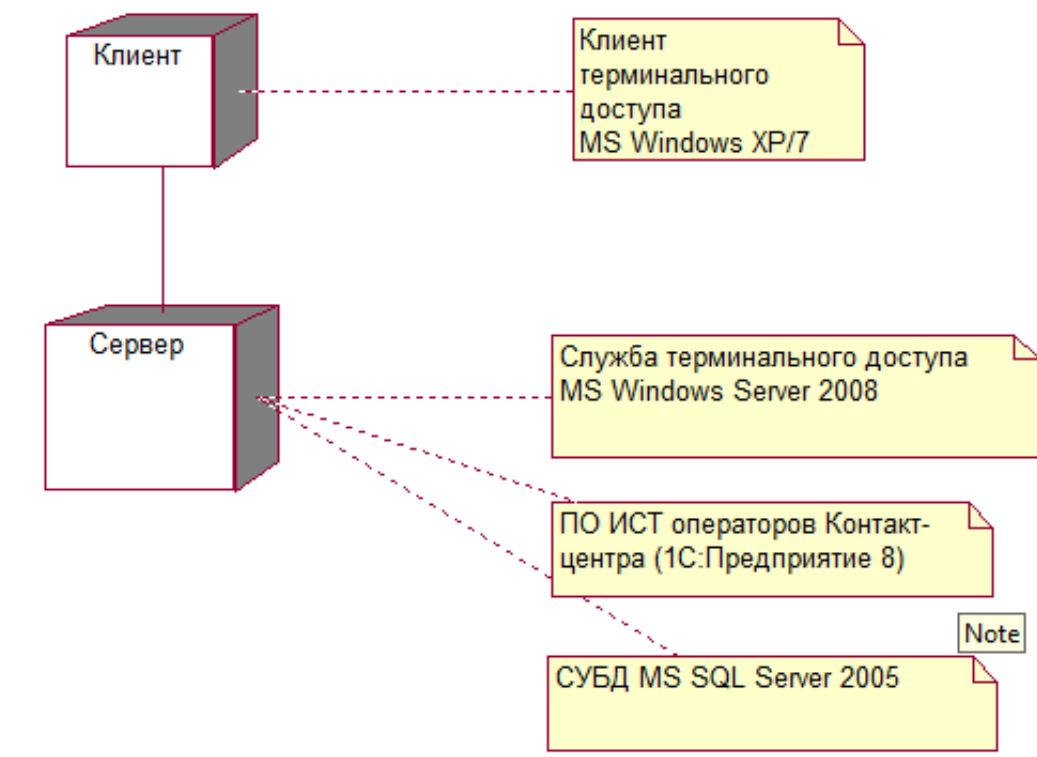 Клиент
Клиент
терминального
доступа
MS Windows XP/7
Сервер
Служба терминального доступа
MS Windows Server 2008
ПО ИСТ операторов Контакт-
центра (1С:Предприятие 8)
Note
СУБД MS SQL Server 2005